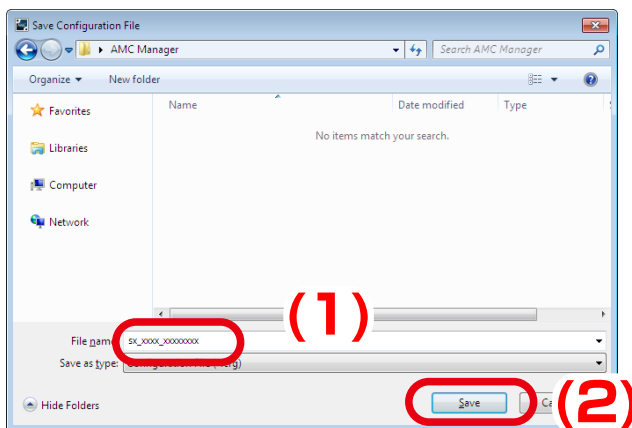 Save Configuration File
AMC Manager
Search AMC Manager
Organize
New folder
Name
Date modified
Type
Favorites
No items match your search.
Libraries
Computer
Network
(1)
File name:
sx_xxxx_xxxxxxxx
Save as type:
Hide Folders
Save
(2)